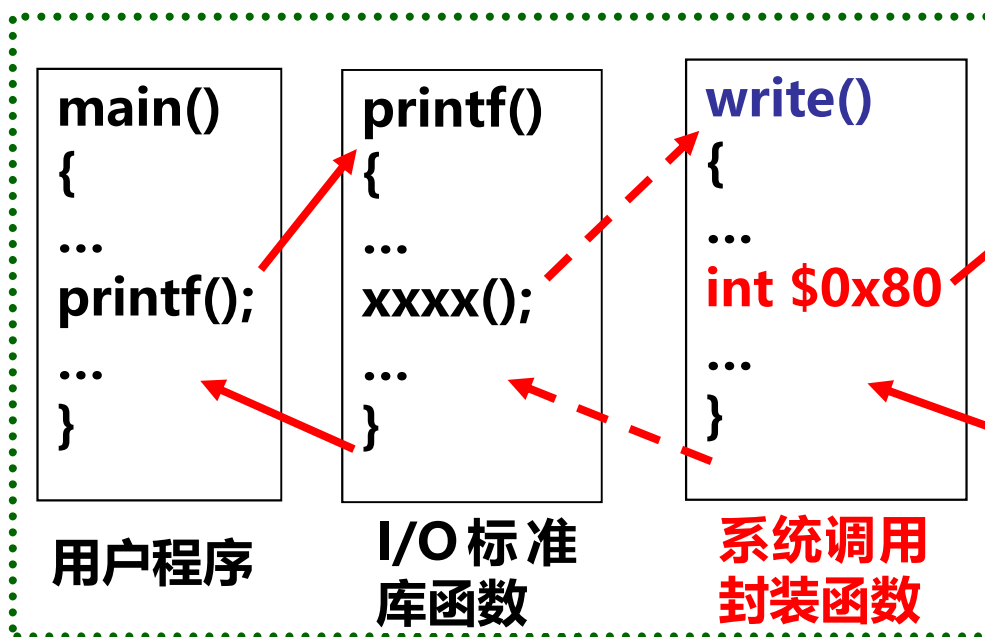 main()
{
...
printf();
...
}
用户程序
printf()
{
...
xxxx();
...
}
I/O 标 准
库函数
write()
{
...
int $0x80
...
}
系统调用
封装函数